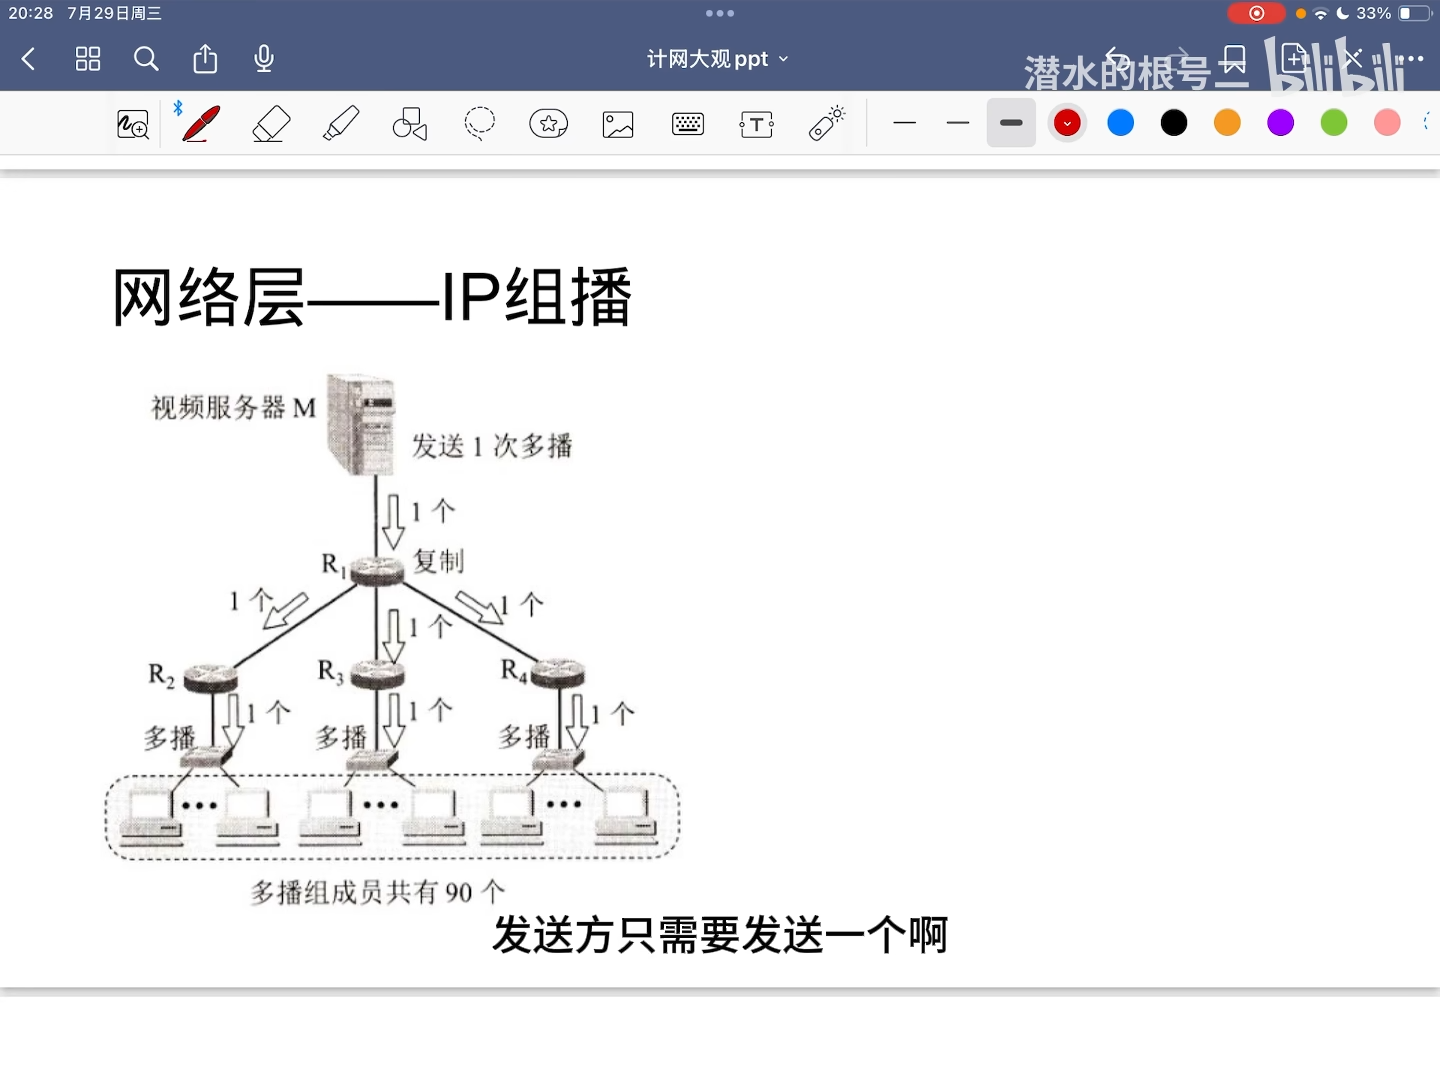 20:28 7月29日周三
33%
计网大观ppt
潜水的根号二 bilibili
网络层——IP组播
视频服务器 M
发送 1 次多播
1 个
R1 复制
1 个 1 个 1 个
R2 R3 R4
1 个 1 个 1 个
多播 多播 多播
多播组成员共有 90 个
发送方只需要发送一个啊